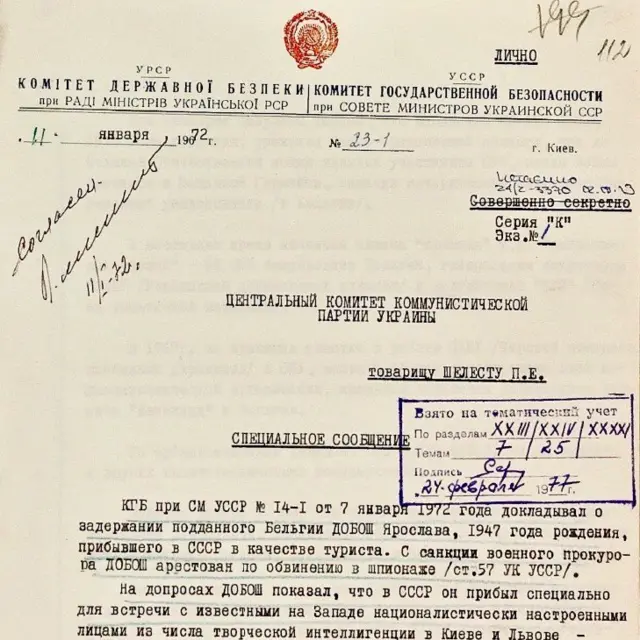 ЛИЧНО
112
УРСР
КОМІТЕТ ДЕРЖАВНОЇ БЕЗПЕКИ
при РАДІ МІНІСТРІВ УКРАЇНСЬКОЇ РСР
УССР
КОМИТЕТ ГОСУДАРСТВЕННОЙ БЕЗОПАСНОСТИ
при СОВЕТЕ МИНИСТРОВ УКРАИНСКОЙ ССР
"11" января 1972 г.
№ 23-1
г. Киев.
Совершенно секретно
Серия "К"
Экз.№ 1
Согласен.
11/I-72г.
ЦЕНТРАЛЬНЫЙ КОМИТЕТ КОММУНИСТИЧЕСКОЙ
ПАРТИИ УКРАИНЫ
товарищу ШЕЛЕСТУ П.Е.
СПЕЦИАЛЬНОЕ СООБЩЕНИЕ
Взято на тематический учет
По разделам XXIII/XXIV/XXXXI
Темам 7 / 25
Подпись
"24" февраля 1977 г.
КГБ при СМ УССР № I4-I от 7 января 1972 года докладывал о
задержании подданного Бельгии ДОБОШ Ярослава, 1947 года рождения,
прибывшего в СССР в качестве туриста. С санкции военного прокуро-
ра ДОБОШ арестован по обвинению в шпионаже /ст.57 УК УССР/.
На допросах ДОБОШ показал, что в СССР он прибыл специально
для встречи с известными на Западе националистически настроенными
лицами из числа творческой интеллигенции в Киеве и Львове -